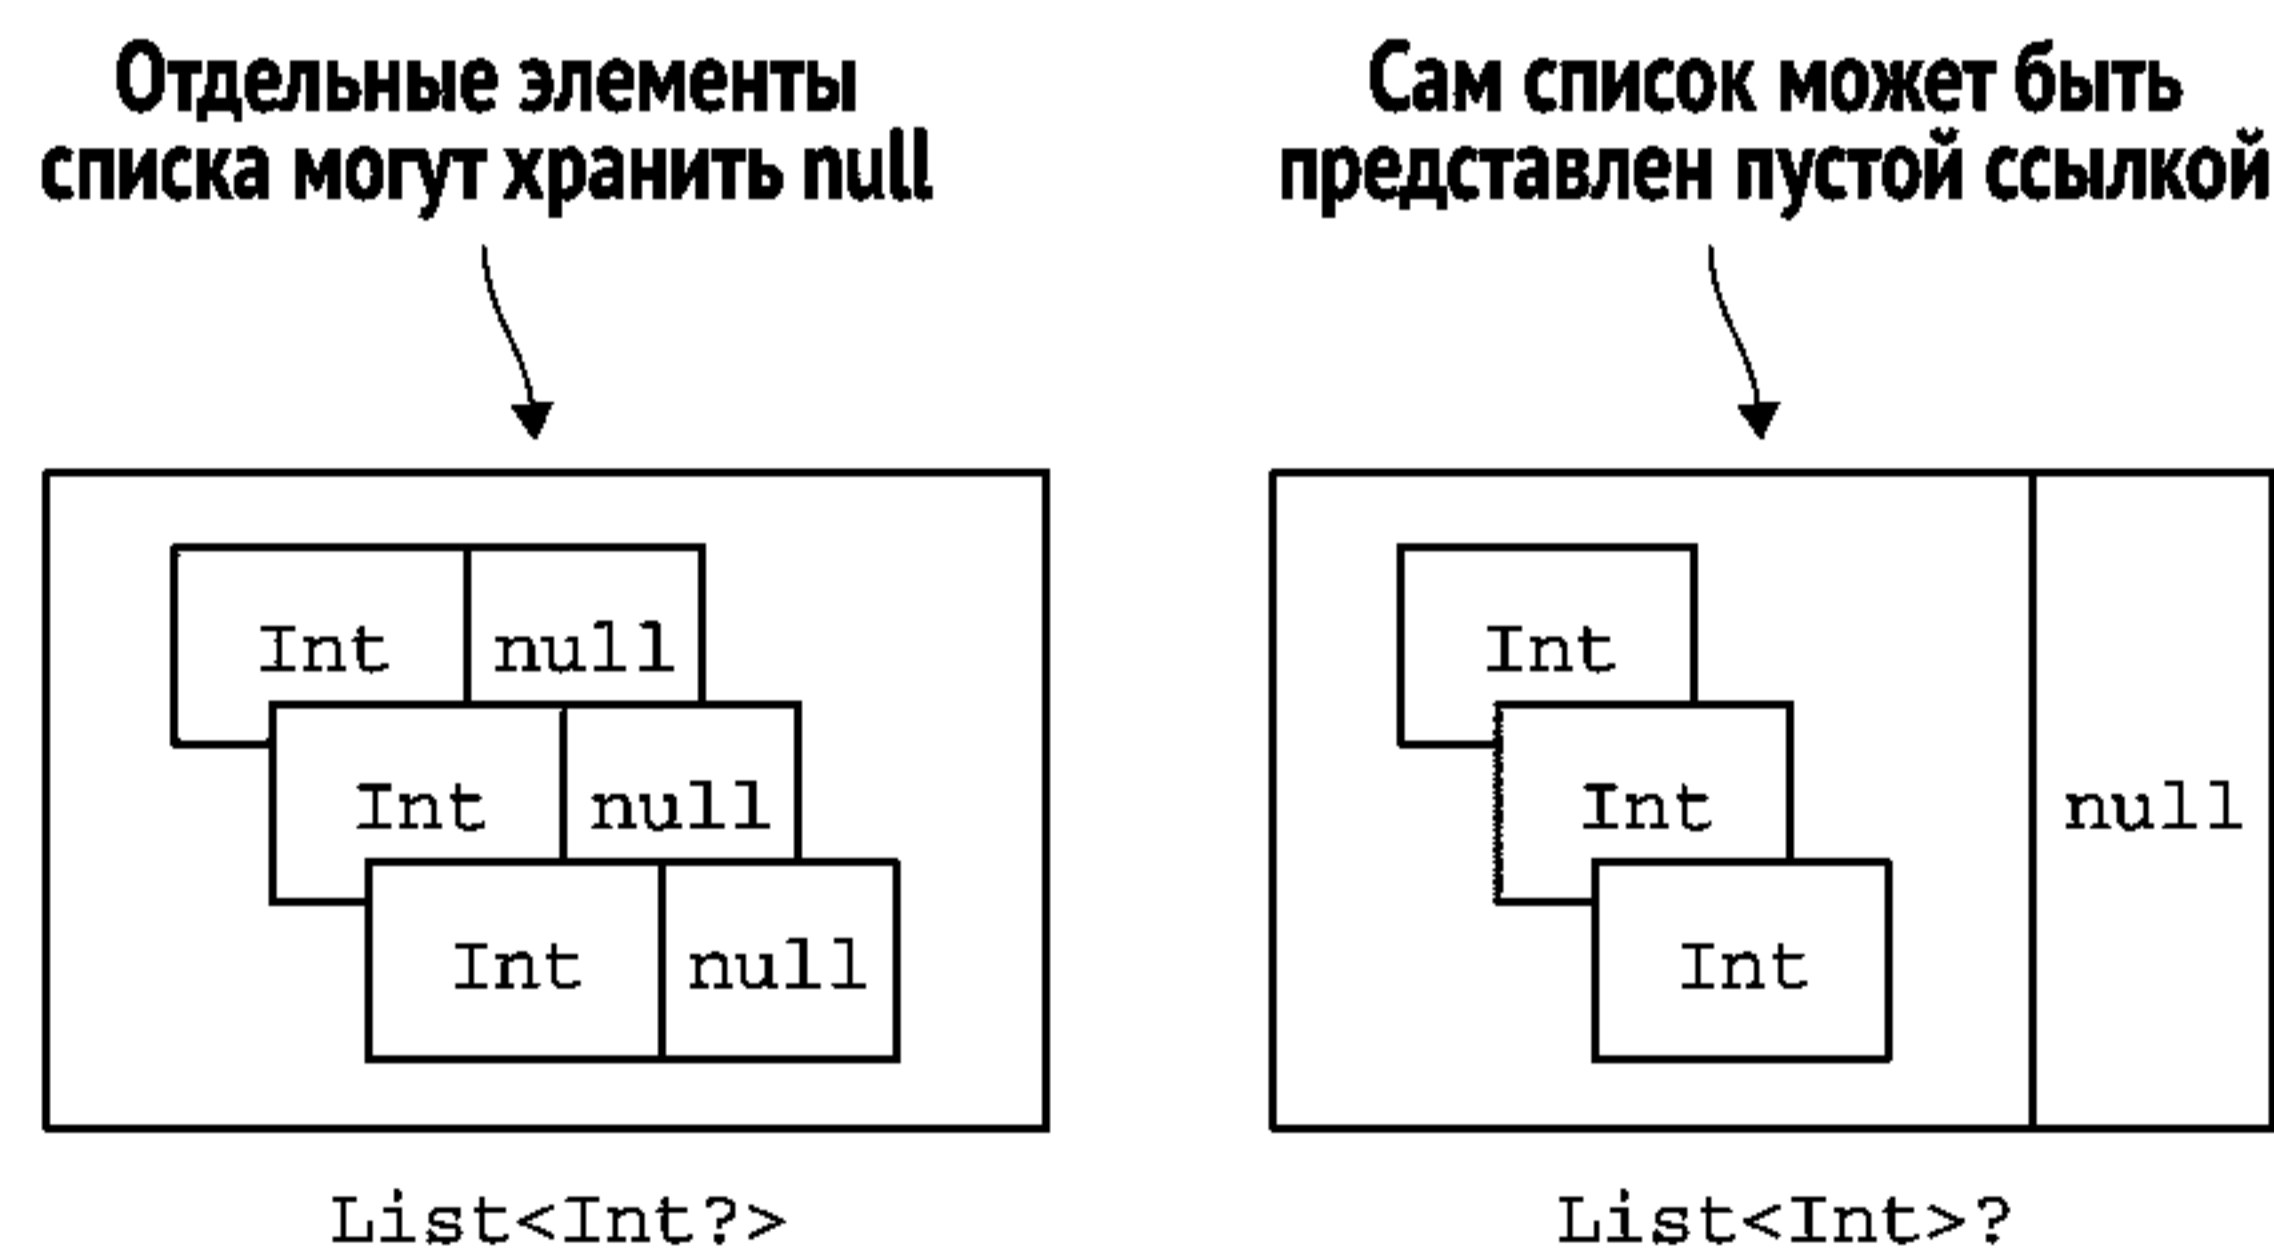 Отдельные элементы
списка могут хранить null
Int null
Int null
Int null
List<Int?>
Сам список может быть
представлен пустой ссылкой
Int
Int
null
Int
List<Int>?